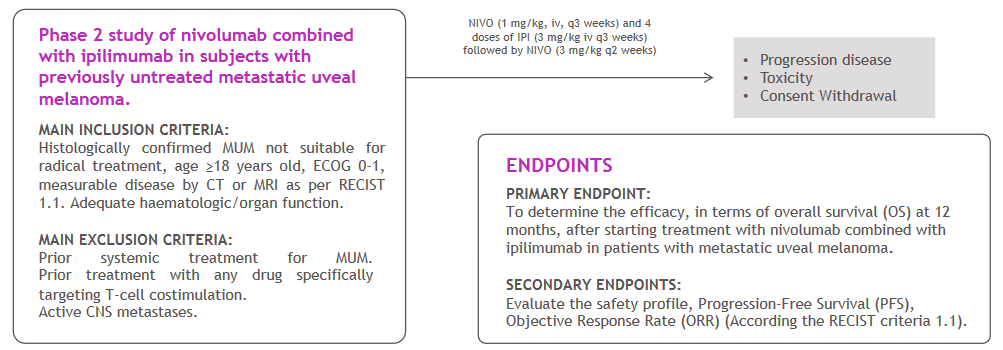 Phase 2 study of nivolumab combined
with ipilimumab in subjects with
previously untreated metastatic uveal
melanoma.
MAIN INCLUSION CRITERIA:
Histologically confirmed MUM not suitable for
radical treatment, age ≥18 years old, ECOG 0-1,
measurable disease by CT or MRI as per RECIST
1.1. Adequate haematologic/organ function.
MAIN EXCLUSION CRITERIA:
Prior systemic treatment for MUM.
Prior treatment with any drug specifically
targeting T-cell costimulation.
Active CNS metastases.
NIVO (1 mg/kg, iv, q3 weeks) and 4
doses of IPI (3 mg/kg iv q3 weeks)
followed by NIVO (3 mg/kg q2 weeks)
• Progression disease
• Toxicity
• Consent Withdrawal
ENDPOINTS
PRIMARY ENDPOINT:
To determine the efficacy, in terms of overall survival (OS) at 12
months, after starting treatment with nivolumab combined with
ipilimumab in patients with metastatic uveal melanoma.
SECONDARY ENDPOINTS:
Evaluate the safety profile, Progression-Free Survival (PFS),
Objective Response Rate (ORR) (According the RECIST criteria 1.1).